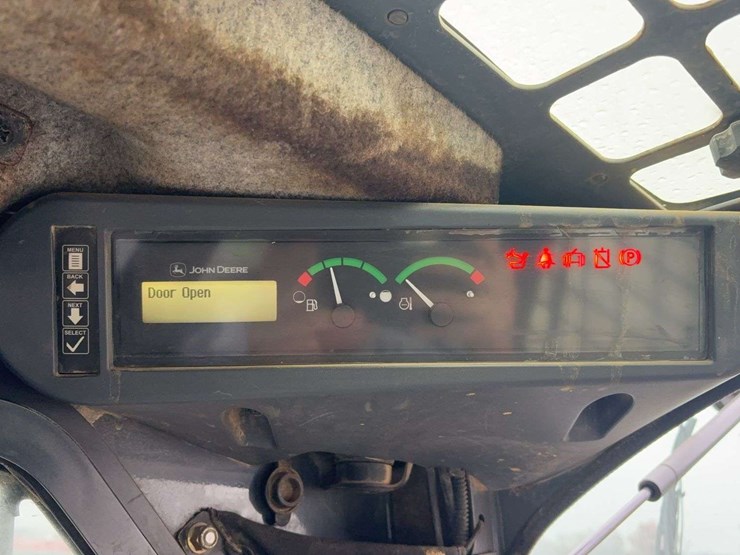 MENU
BACK
NEXT
SELECT
JOHN DEERE
Door Open
P